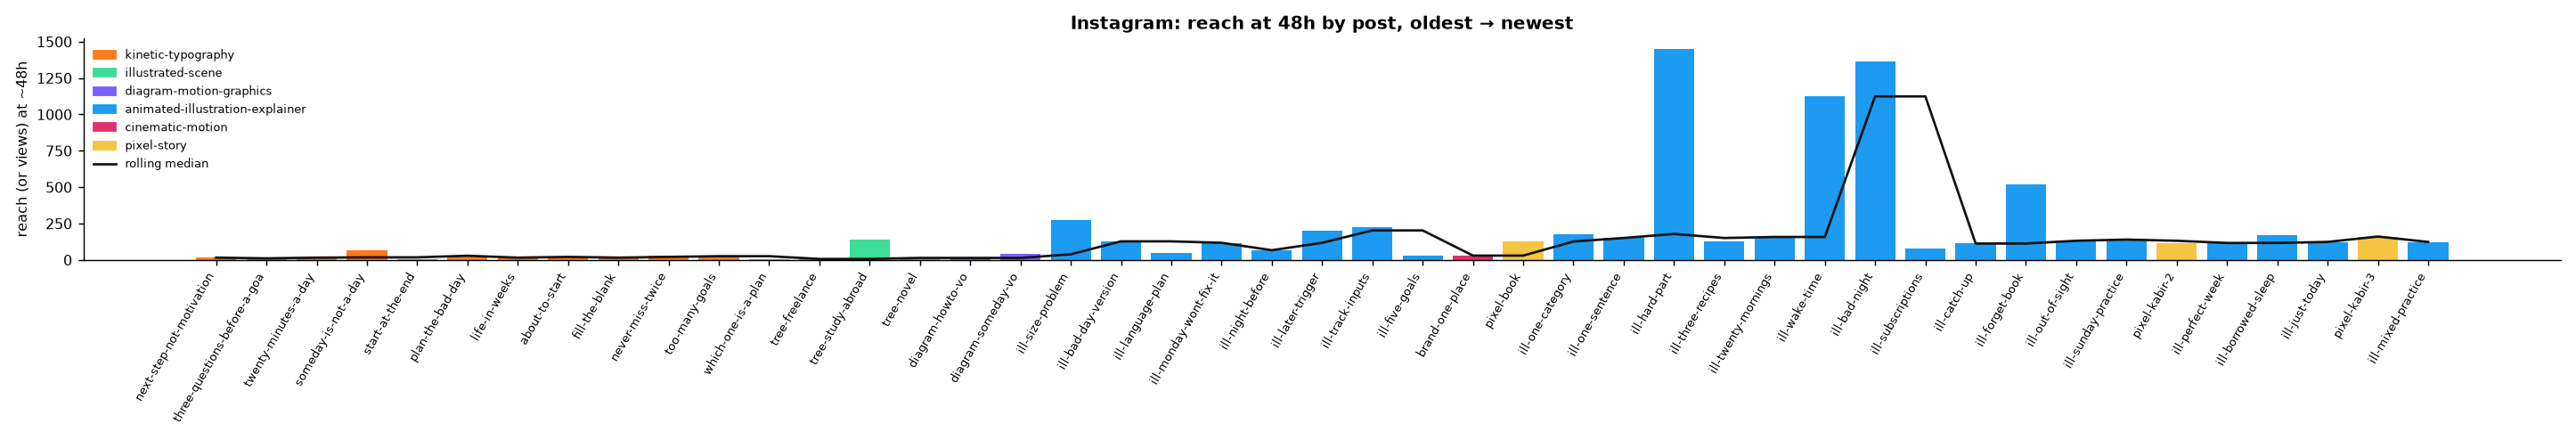 Instagram: reach at 48h by post, oldest → newest
reach (or views) at ~48h
1500
1250
1000
750
500
250
0
kinetic-typography
illustrated-scene
diagram-motion-graphics
animated-illustration-explainer
cinematic-motion
pixel-story
rolling median
next-step-not-motivation
three-questions-before-a-goa
twenty-minutes-a-day
someday-is-not-a-day
start-at-the-end
plan-the-bad-day
life-in-weeks
about-to-start
fill-the-blank
never-miss-twice
too-many-goals
which-one-is-a-plan
tree-freelance
tree-study-abroad
tree-novel
diagram-howto-vo
diagram-someday-vo
ill-size-problem
ill-bad-day-version
ill-language-plan
ill-monday-wont-fix-it
ill-night-before
ill-later-trigger
ill-track-inputs
ill-five-goals
brand-one-place
pixel-book
ill-one-category
ill-one-sentence
ill-hard-part
ill-three-recipes
ill-twenty-mornings
ill-wake-time
ill-bad-night
ill-subscriptions
ill-catch-up
ill-forget-book
ill-out-of-sight
ill-sunday-practice
pixel-kabir-2
ill-perfect-week
ill-borrowed-sleep
ill-just-today
pixel-kabir-3
ill-mixed-practice